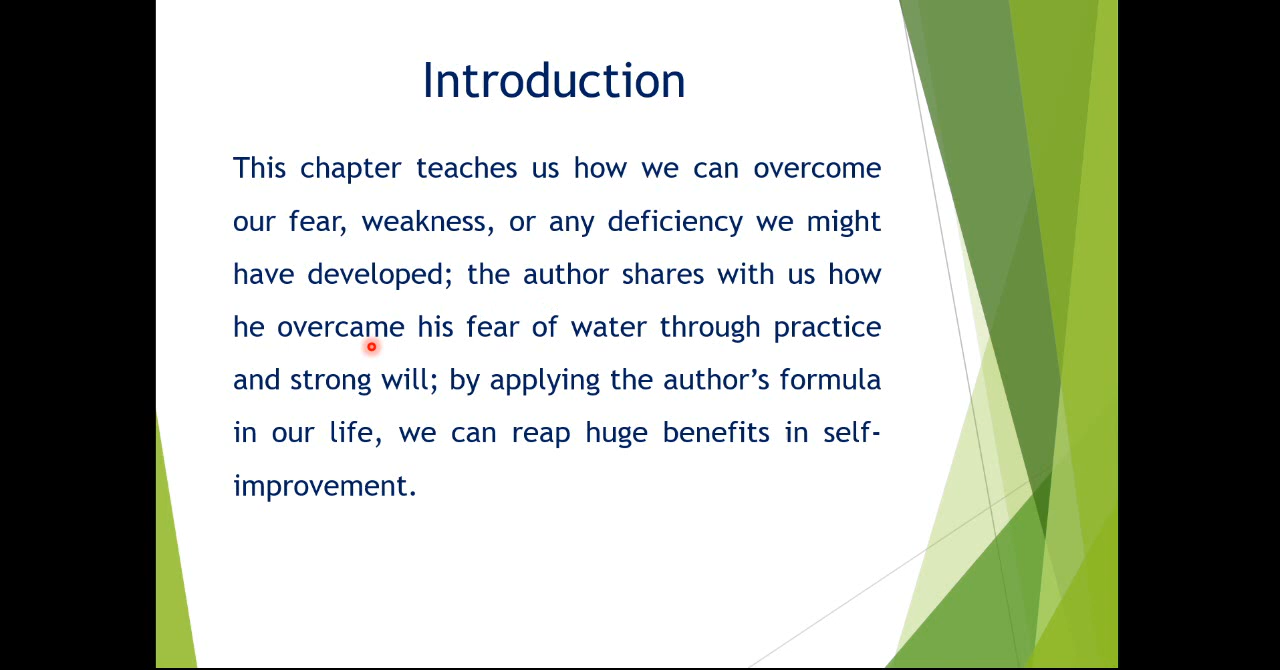 Introduction
This chapter teaches us how we can overcome
our fear, weakness, or any deficiency we might
have developed; the author shares with us how
he overcame his fear of water through practice
and strong will; by applying the author’s formula
in our life, we can reap huge benefits in self-
improvement.